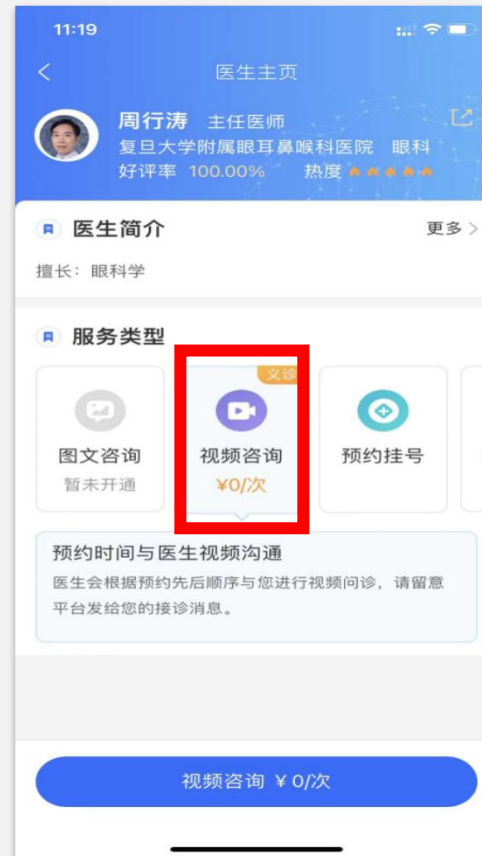 11:19
医生主页
周行涛 主任医师
复旦大学附属眼耳鼻喉科医院 眼科
好评率 100.00% 热度
医生简介 更多
擅长：眼科学
服务类型
义诊
图文咨询 视频咨询 预约挂号
暂未开通 ¥0/次
预约时间与医生视频沟通
医生会根据预约先后顺序与您进行视频问诊，请留意
平台发给您的接诊消息。
视频咨询 ¥ 0/次